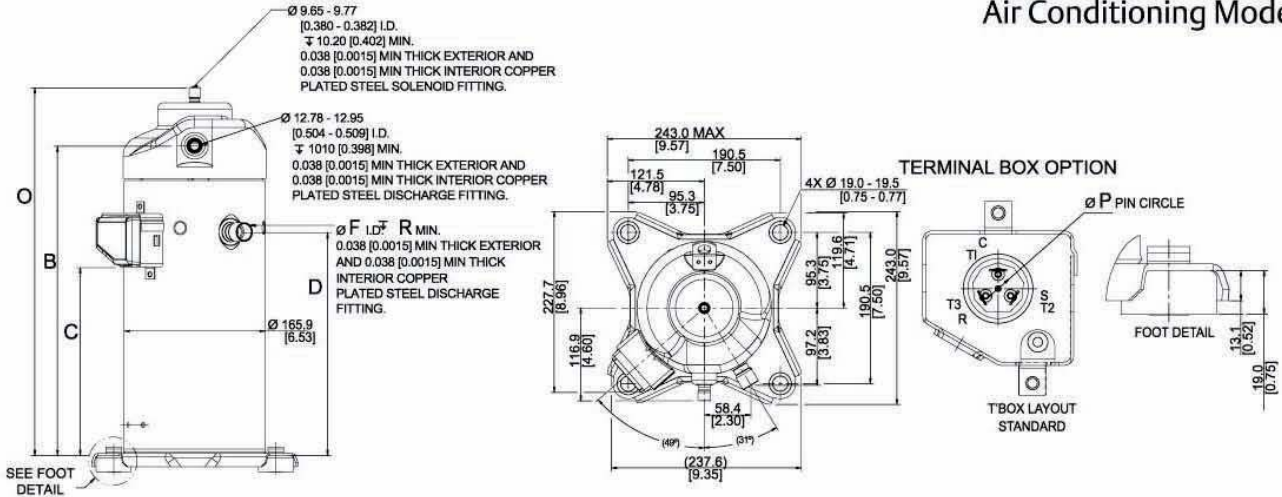 Air Conditioning Mode
Ø 9.65 - 9.77
[0.380 - 0.382] I.D.
↧ 10.20 [0.402] MIN.
0.038 [0.0015] MIN THICK EXTERIOR AND
0.038 [0.0015] MIN THICK INTERIOR COPPER
PLATED STEEL SOLENOID FITTING.
Ø 12.78 - 12.95
[0.504 - 0.509] I.D.
↧ 1010 [0.398] MIN.
0.038 [0.0015] MIN THICK EXTERIOR AND
0.038 [0.0015] MIN THICK INTERIOR COPPER
PLATED STEEL DISCHARGE FITTING.
Ø F I.D↧ R MIN.
0.038 [0.0015] MIN THICK EXTERIOR
AND 0.038 [0.0015] MIN THICK
INTERIOR COPPER
PLATED STEEL DISCHARGE
FITTING.
O
B
C
D
Ø 165.9
[6.53]
SEE FOOT
DETAIL
243.0 MAX
[9.57]
190.5
[7.50]
121.5
[4.78]
95.3
[3.75]
4X Ø 19.0 - 19.5
[0.75 - 0.77]
227.7
[8.96]
116.9
[4.60]
95.3
[3.75]
119.6
[4.71]
97.2
[3.83]
190.5
[7.50]
243.0
[9.57]
58.4
[2.30]
(49°)
(31°)
(237.6)
[9.35]
TERMINAL BOX OPTION
Ø P PIN CIRCLE
C
TI
T3
R
S
T2
T'BOX LAYOUT
STANDARD
FOOT DETAIL
13.1
[0.52]
19.0
[0.75]